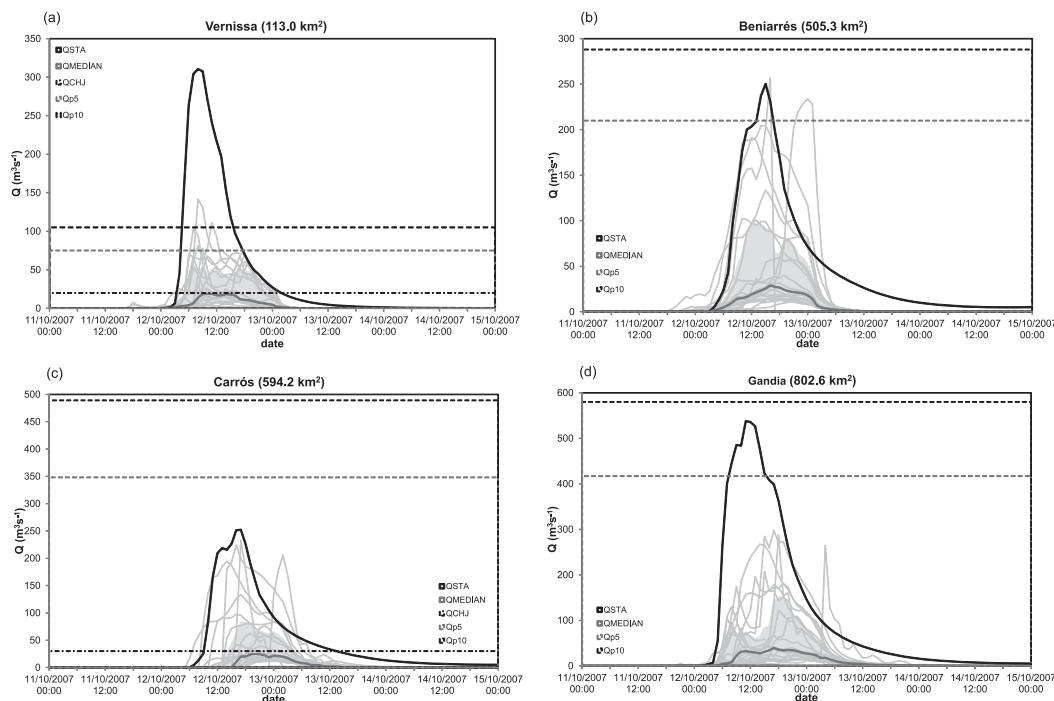 (a)
Vernissa (113.0 km²)
Q (m³s⁻¹)
350
300
250
200
150
100
50
0
QSTA
QMEDIAN
QCHJ
Qp5
Qp10
11/10/2007 00:00
11/10/2007 12:00
12/10/2007 00:00
12/10/2007 12:00
13/10/2007 00:00
13/10/2007 12:00
14/10/2007 00:00
14/10/2007 12:00
15/10/2007 00:00
date
(b)
Beniarrés (505.3 km²)
Q (m³s⁻¹)
300
250
200
150
100
50
0
QSTA
QMEDIAN
Qp5
Qp10
11/10/2007 00:00
11/10/2007 12:00
12/10/2007 00:00
12/10/2007 12:00
13/10/2007 00:00
13/10/2007 12:00
14/10/2007 00:00
14/10/2007 12:00
15/10/2007 00:00
date
(c)
Carrós (594.2 km²)
Q (m³s⁻¹)
500
450
400
350
300
250
200
150
100
50
0
QSTA
QMEDIAN
QCHJ
Qp5
Qp10
11/10/2007 00:00
11/10/2007 12:00
12/10/2007 00:00
12/10/2007 12:00
13/10/2007 00:00
13/10/2007 12:00
14/10/2007 00:00
14/10/2007 12:00
15/10/2007 00:00
date
(d)
Gandia (802.6 km²)
Q (m³s⁻¹)
600
500
400
300
200
100
0
QSTA
QMEDIAN
Qp5
Qp10
11/10/2007 00:00
11/10/2007 12:00
12/10/2007 00:00
12/10/2007 12:00
13/10/2007 00:00
13/10/2007 12:00
14/10/2007 00:00
14/10/2007 12:00
15/10/2007 00:00
date